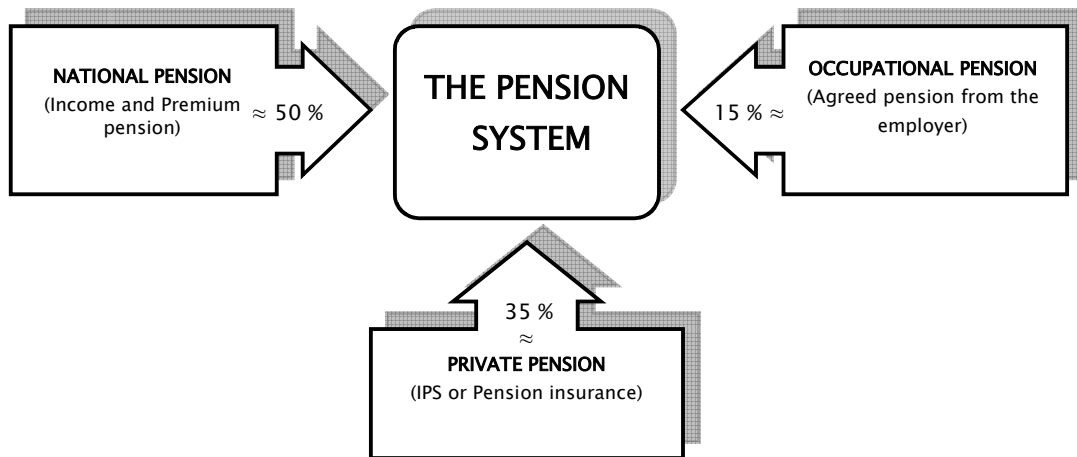 NATIONAL PENSION
(Income and Premium
pension)
≈ 50 %
THE PENSION
SYSTEM
OCCUPATIONAL PENSION
(Agreed pension from the
employer)
15 % ≈
35 %
≈
PRIVATE PENSION
(IPS or Pension insurance)